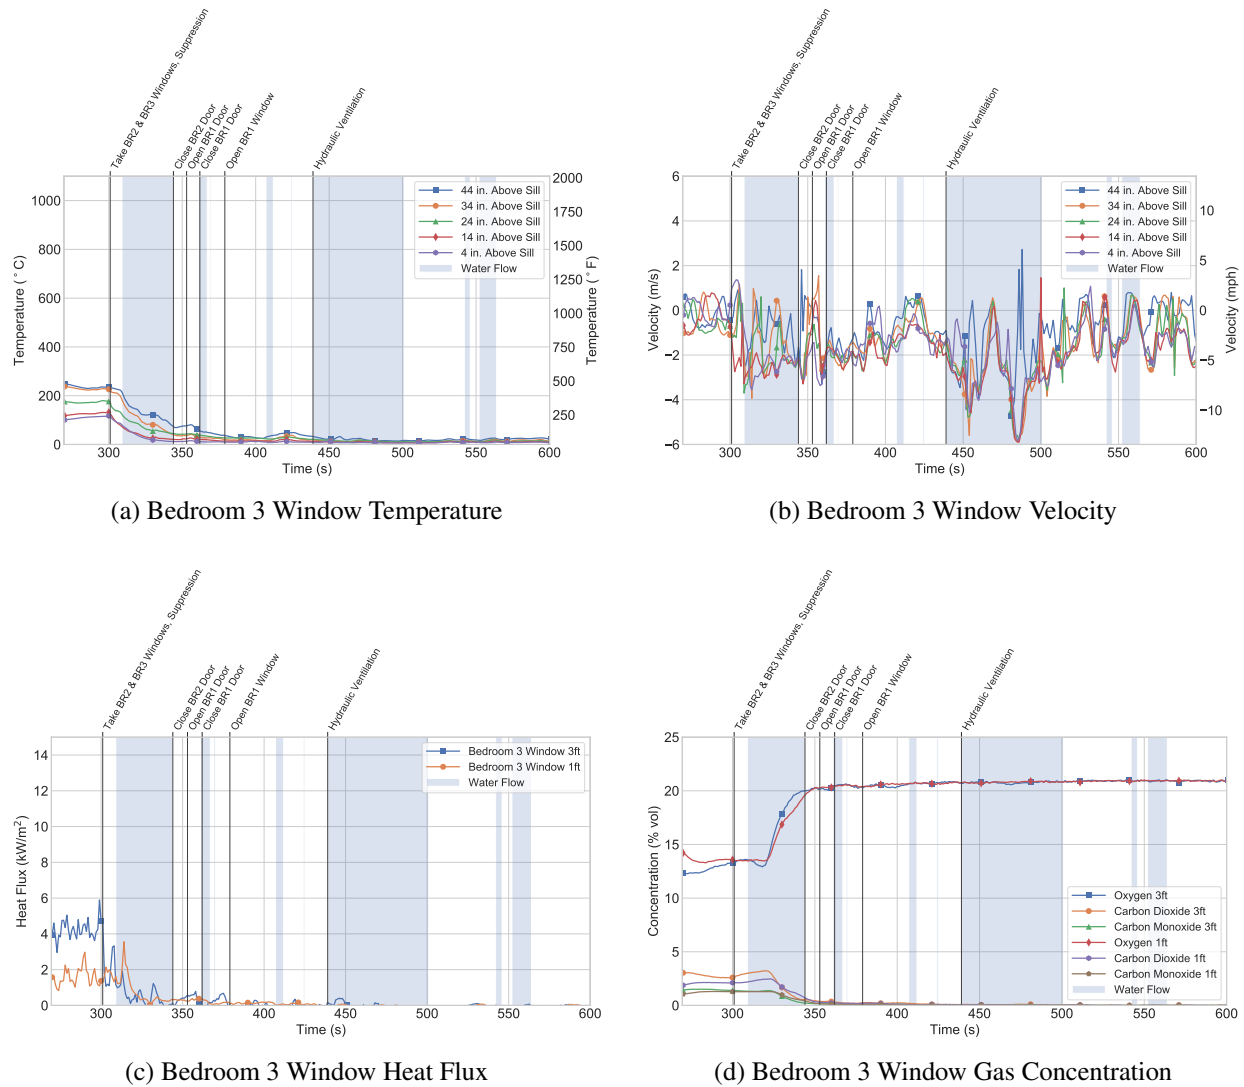 Take BR2 & BR3 Windows, Suppression
Close BR2 Door
Open BR1 Door
Close BR1 Door
Open BR1 Window
Hydraulic Ventilation
1000
800
600
400
200
0
Temperature (°C)
2000
1750
1500
1250
1000
750
500
250
0
Temperature (°F)
44 in. Above Sill
34 in. Above Sill
24 in. Above Sill
14 in. Above Sill
4 in. Above Sill
Water Flow
300 350 400 450 500 550 600
Time (s)
(a) Bedroom 3 Window Temperature
Take BR2 & BR3 Windows, Suppression
Close BR2 Door
Open BR1 Door
Close BR1 Door
Open BR1 Window
Hydraulic Ventilation
6
4
2
0
−2
−4
−6
Velocity (m/s)
10
5
0
−5
−10
Velocity (mph)
44 in. Above Sill
34 in. Above Sill
24 in. Above Sill
14 in. Above Sill
4 in. Above Sill
Water Flow
300 350 400 450 500 550 600
Time (s)
(b) Bedroom 3 Window Velocity
Take BR2 & BR3 Windows, Suppression
Close BR2 Door
Open BR1 Door
Close BR1 Door
Open BR1 Window
Hydraulic Ventilation
14
12
10
8
6
4
2
0
Heat Flux (kW/m²)
Bedroom 3 Window 3ft
Bedroom 3 Window 1ft
Water Flow
300 350 400 450 500 550 600
Time (s)
(c) Bedroom 3 Window Heat Flux
Take BR2 & BR3 Windows, Suppression
Close BR2 Door
Open BR1 Door
Close BR1 Door
Open BR1 Window
Hydraulic Ventilation
25
20
15
10
5
0
Concentration (% vol)
Oxygen 3ft
Carbon Dioxide 3ft
Carbon Monoxide 3ft
Oxygen 1ft
Carbon Dioxide 1ft
Carbon Monoxide 1ft
Water Flow
300 350 400 450 500 550 600
Time (s)
(d) Bedroom 3 Window Gas Concentration